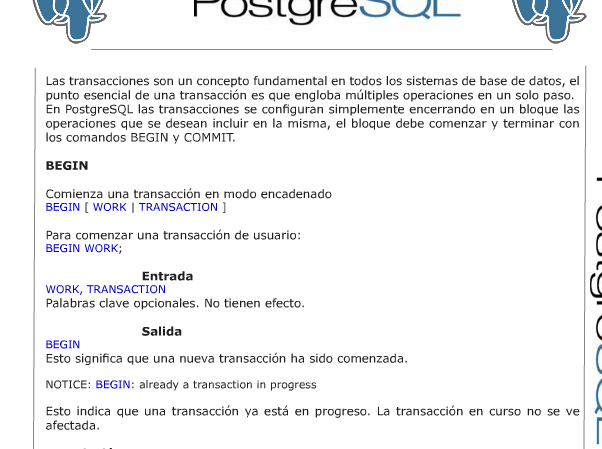 PostgreSQL
Las transacciones son un concepto fundamental en todos los sistemas de base de datos, el
punto esencial de una transacción es que engloba múltiples operaciones en un solo paso.
En PostgreSQL las transacciones se configuran simplemente encerrando en un bloque las
operaciones que se desean incluir en la misma, el bloque debe comenzar y terminar con
los comandos BEGIN y COMMIT.
BEGIN
Comienza una transacción en modo encadenado
BEGIN [ WORK | TRANSACTION ]
Para comenzar una transacción de usuario:
BEGIN WORK;
Entrada
WORK, TRANSACTION
Palabras clave opcionales. No tienen efecto.
Salida
BEGIN
Esto significa que una nueva transacción ha sido comenzada.
NOTICE: BEGIN: already a transaction in progress
Esto indica que una transacción ya está en progreso. La transacción en curso no se ve
afectada.
PostgreSQL